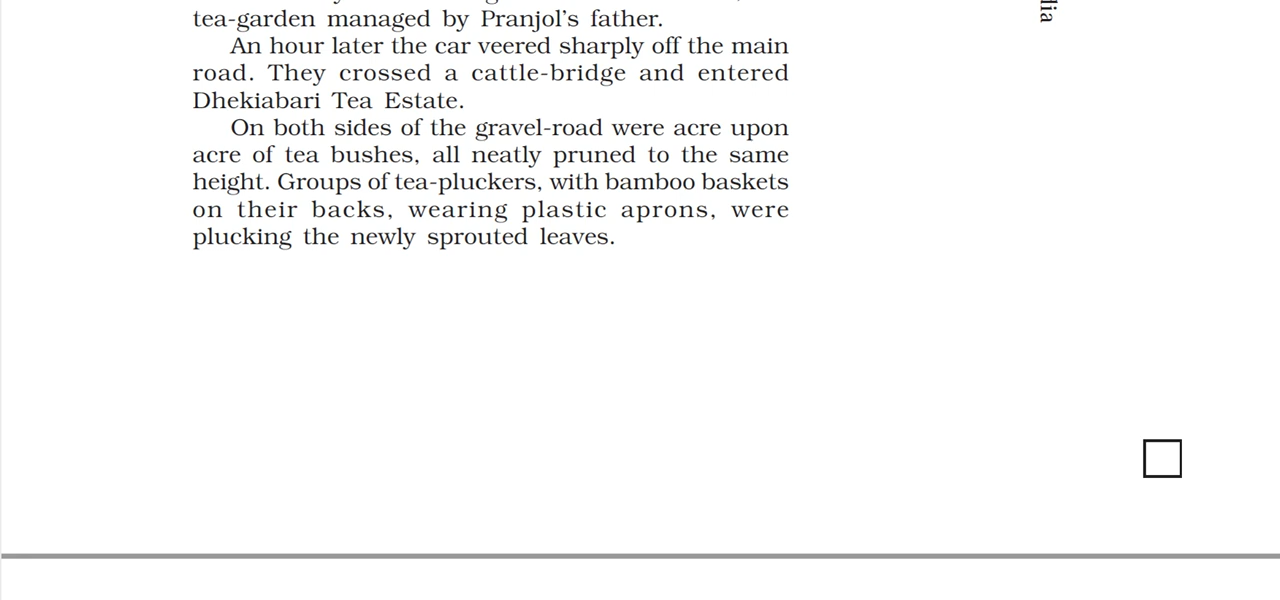 tea-garden managed by Pranjol's father.
An hour later the car veered sharply off the main
road. They crossed a cattle-bridge and entered
Dhekiabari Tea Estate.
On both sides of the gravel-road were acre upon
acre of tea bushes, all neatly pruned to the same
height. Groups of tea-pluckers, with bamboo baskets
on their backs, wearing plastic aprons, were
plucking the newly sprouted leaves.